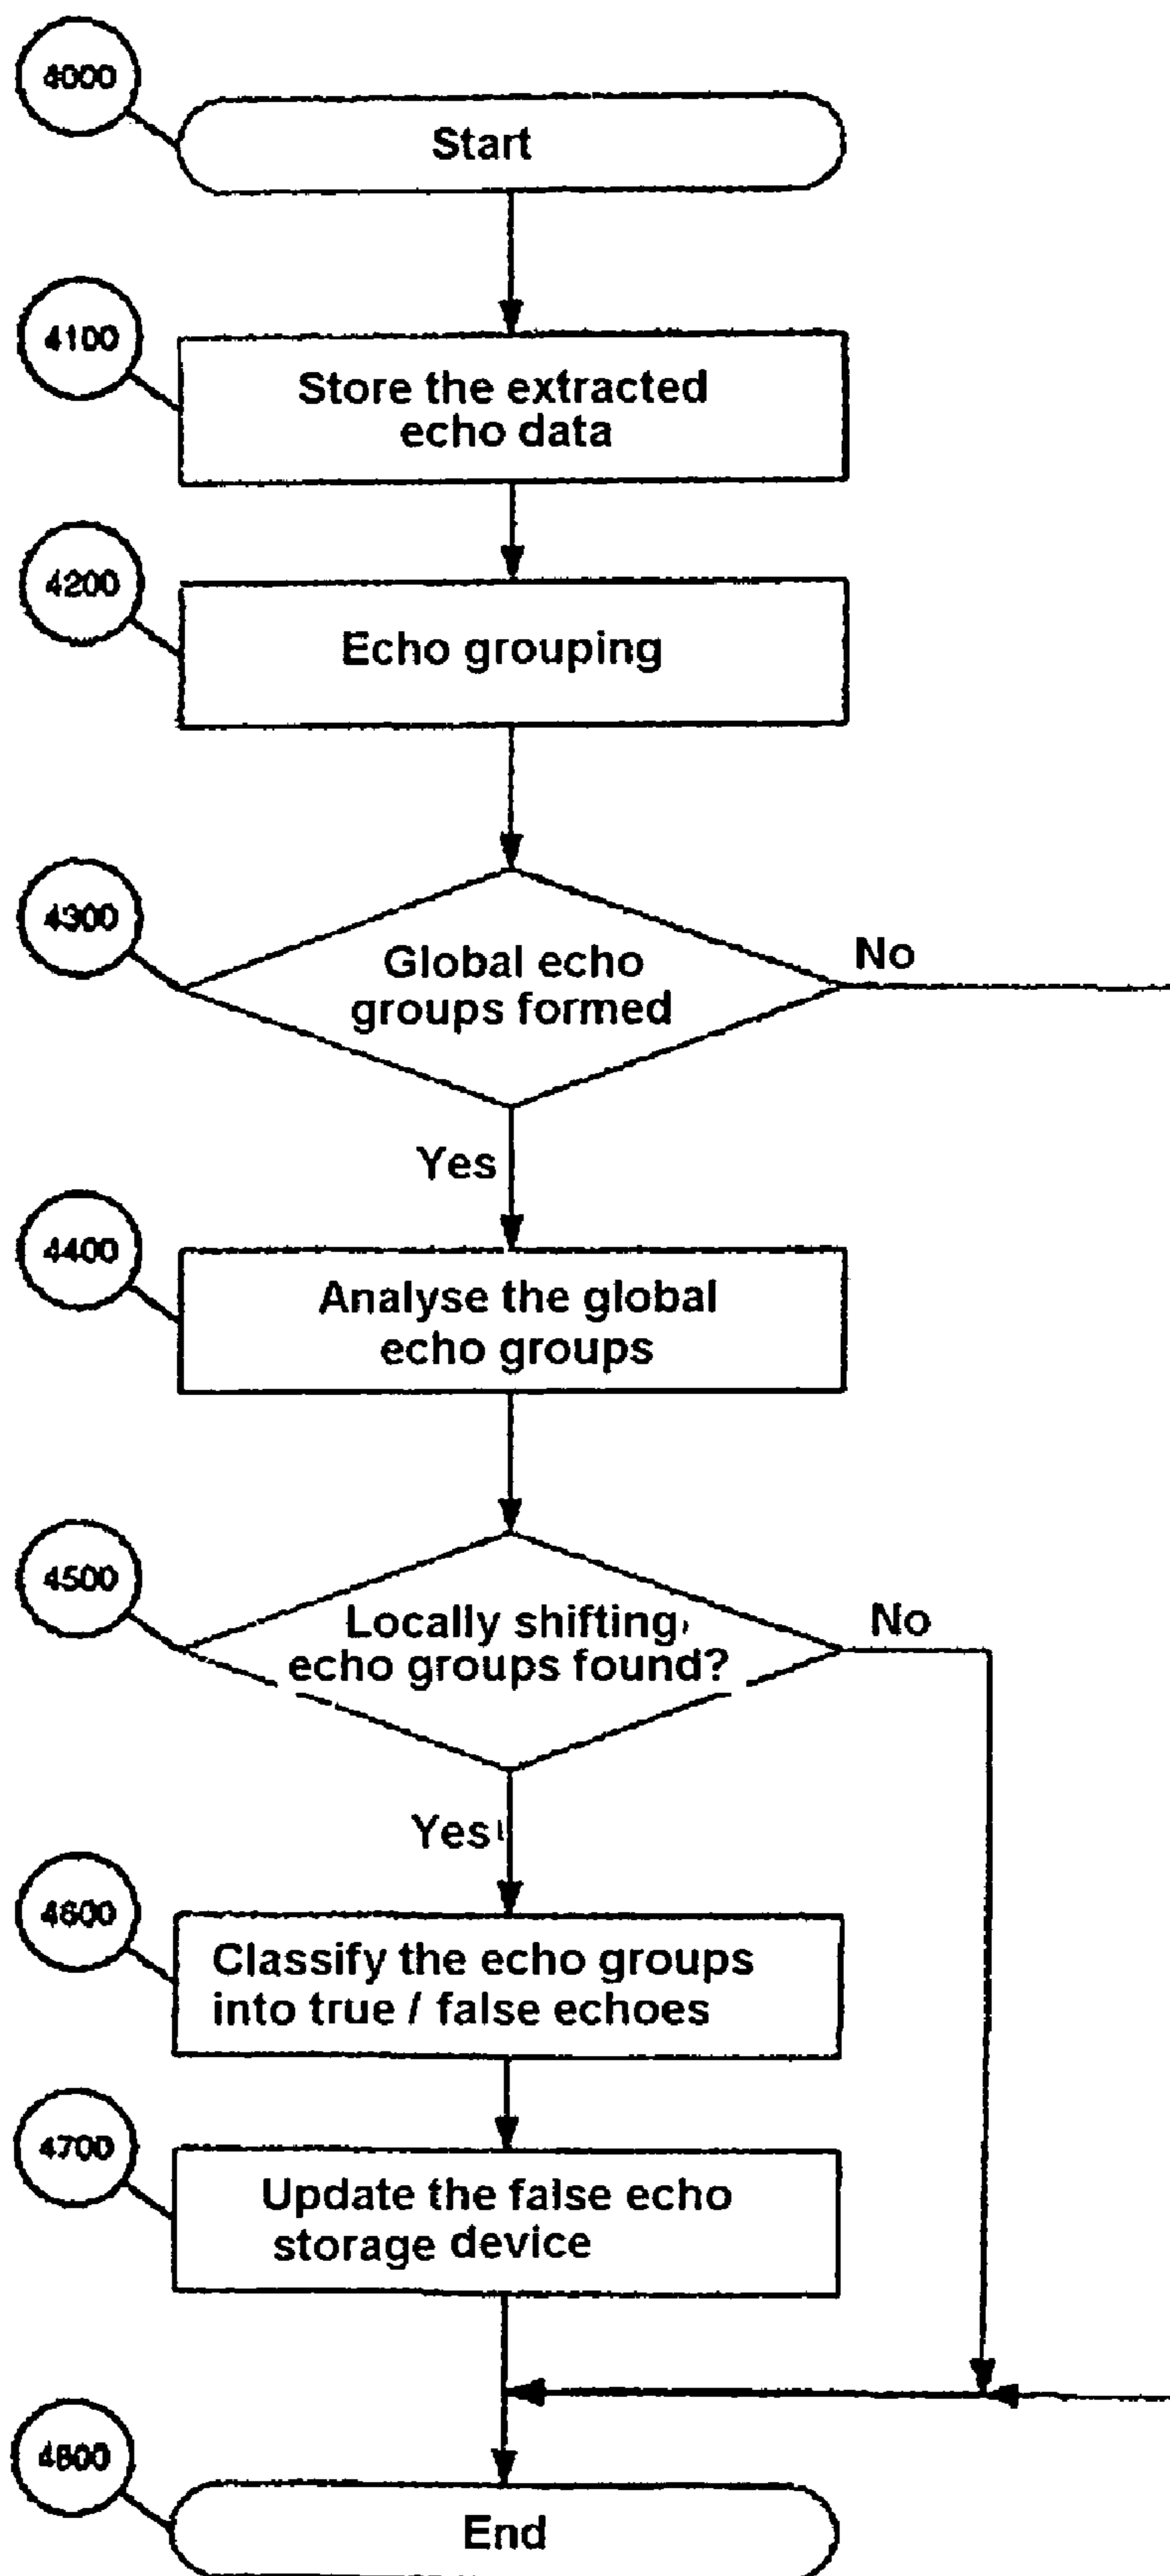 4000
Start
4100
Store the extracted
echo data
4200
Echo grouping
4300
Global echo
groups formed
No
Yes
4400
Analyse the global
echo groups
4500
Locally shifting
echo groups found?
No
Yes
4600
Classify the echo groups
into true / false echoes
4700
Update the false echo
storage device
4800
End